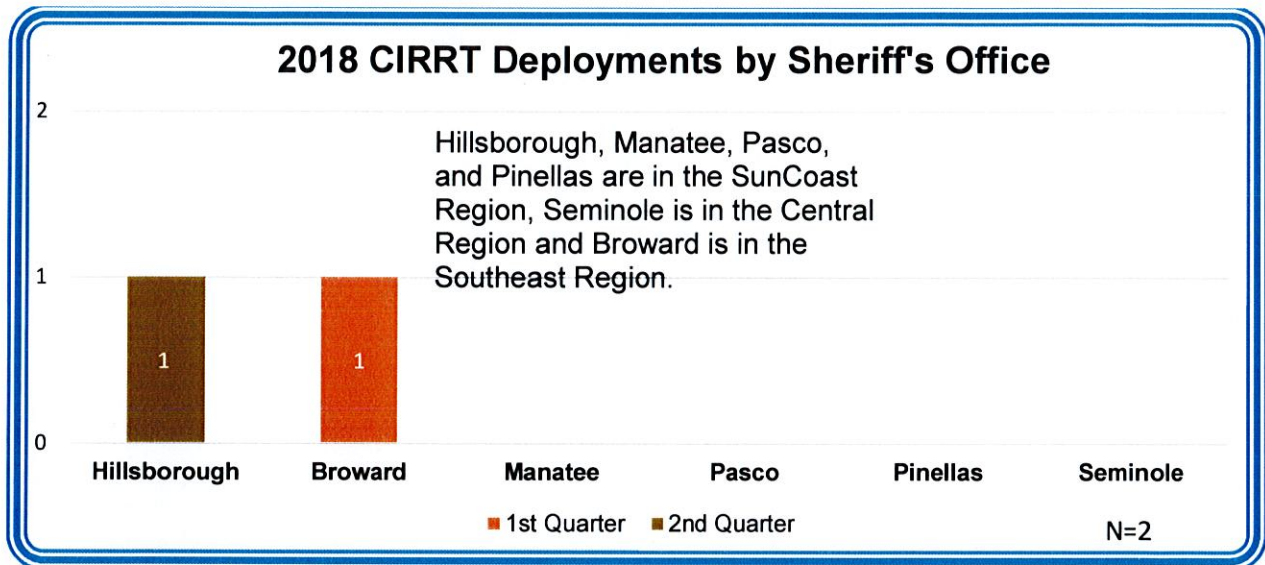 2018 CIRRT Deployments by Sheriff's Office
2
Hillsborough, Manatee, Pasco,
and Pinellas are in the SunCoast
Region, Seminole is in the Central
Region and Broward is in the
Southeast Region.
1
1
1
0
Hillsborough Broward Manatee Pasco Pinellas Seminole
1st Quarter 2nd Quarter
N=2